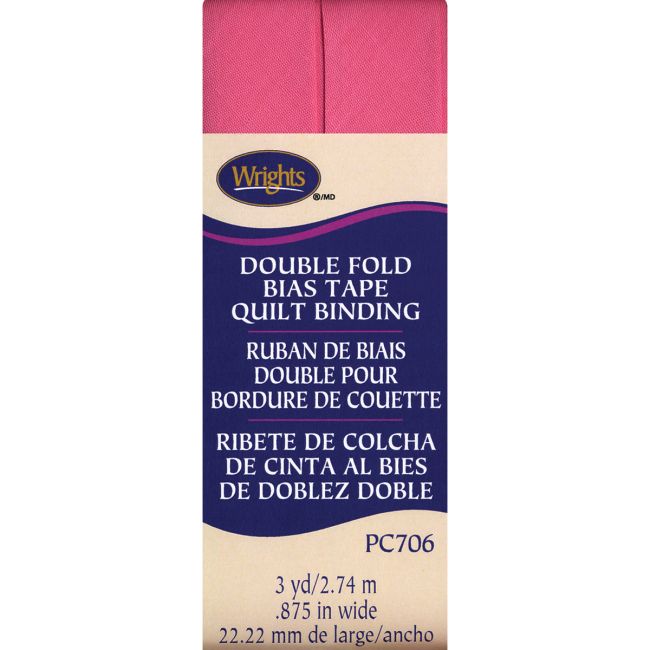 Wrights
®/MD
DOUBLE FOLD
BIAS TAPE
QUILT BINDING
RUBAN DE BIAIS
DOUBLE POUR
BORDURE DE COUETTE
RIBETE DE COLCHA
DE CINTA AL BIES
DE DOBLEZ DOBLE
PC706
3 yd/2.74 m
.875 in wide
22.22 mm de large/ancho